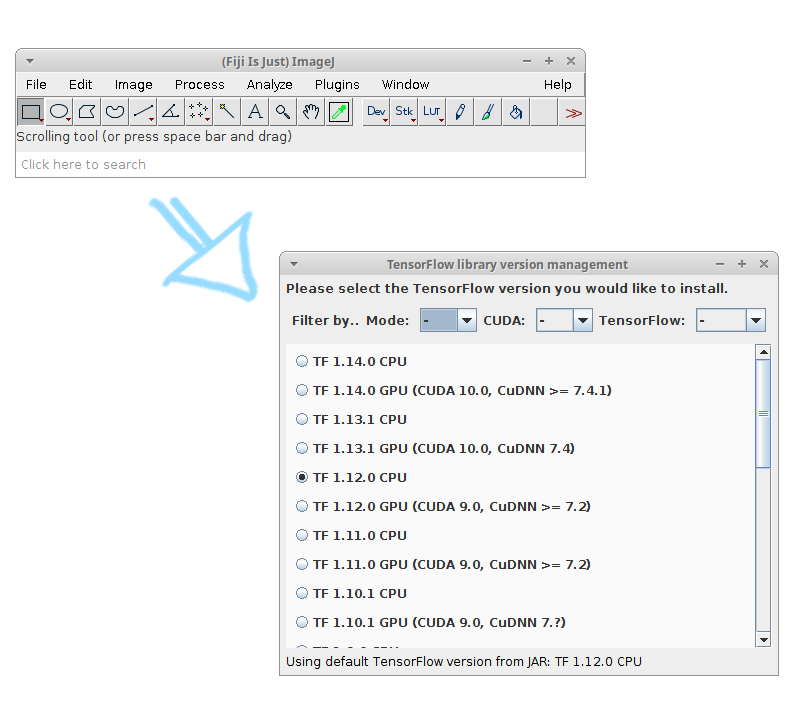 (Fiji Is Just) ImageJ
File Edit Image Process Analyze Plugins Window Help
A Dev Stk LUT >>
Scrolling tool (or press space bar and drag)
Click here to search
TensorFlow library version management
Please select the TensorFlow version you would like to install.
Filter by.. Mode: - CUDA: - TensorFlow: -
TF 1.14.0 CPU
TF 1.14.0 GPU (CUDA 10.0, CuDNN >= 7.4.1)
TF 1.13.1 CPU
TF 1.13.1 GPU (CUDA 10.0, CuDNN 7.4)
TF 1.12.0 CPU
TF 1.12.0 GPU (CUDA 9.0, CuDNN >= 7.2)
TF 1.11.0 CPU
TF 1.11.0 GPU (CUDA 9.0, CuDNN >= 7.2)
TF 1.10.1 CPU
TF 1.10.1 GPU (CUDA 9.0, CuDNN 7.?)
Using default TensorFlow version from JAR: TF 1.12.0 CPU